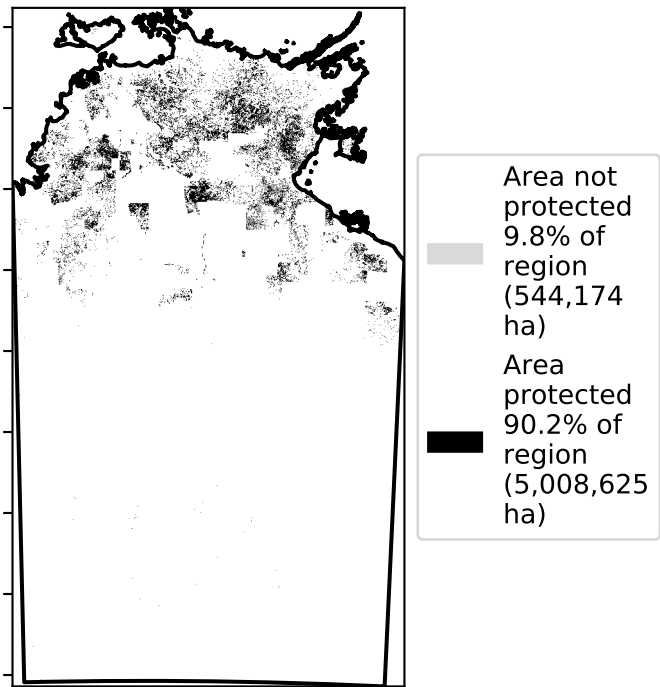 Area not
protected
9.8% of
region
(544,174
ha)
Area
protected
90.2% of
region
(5,008,625
ha)